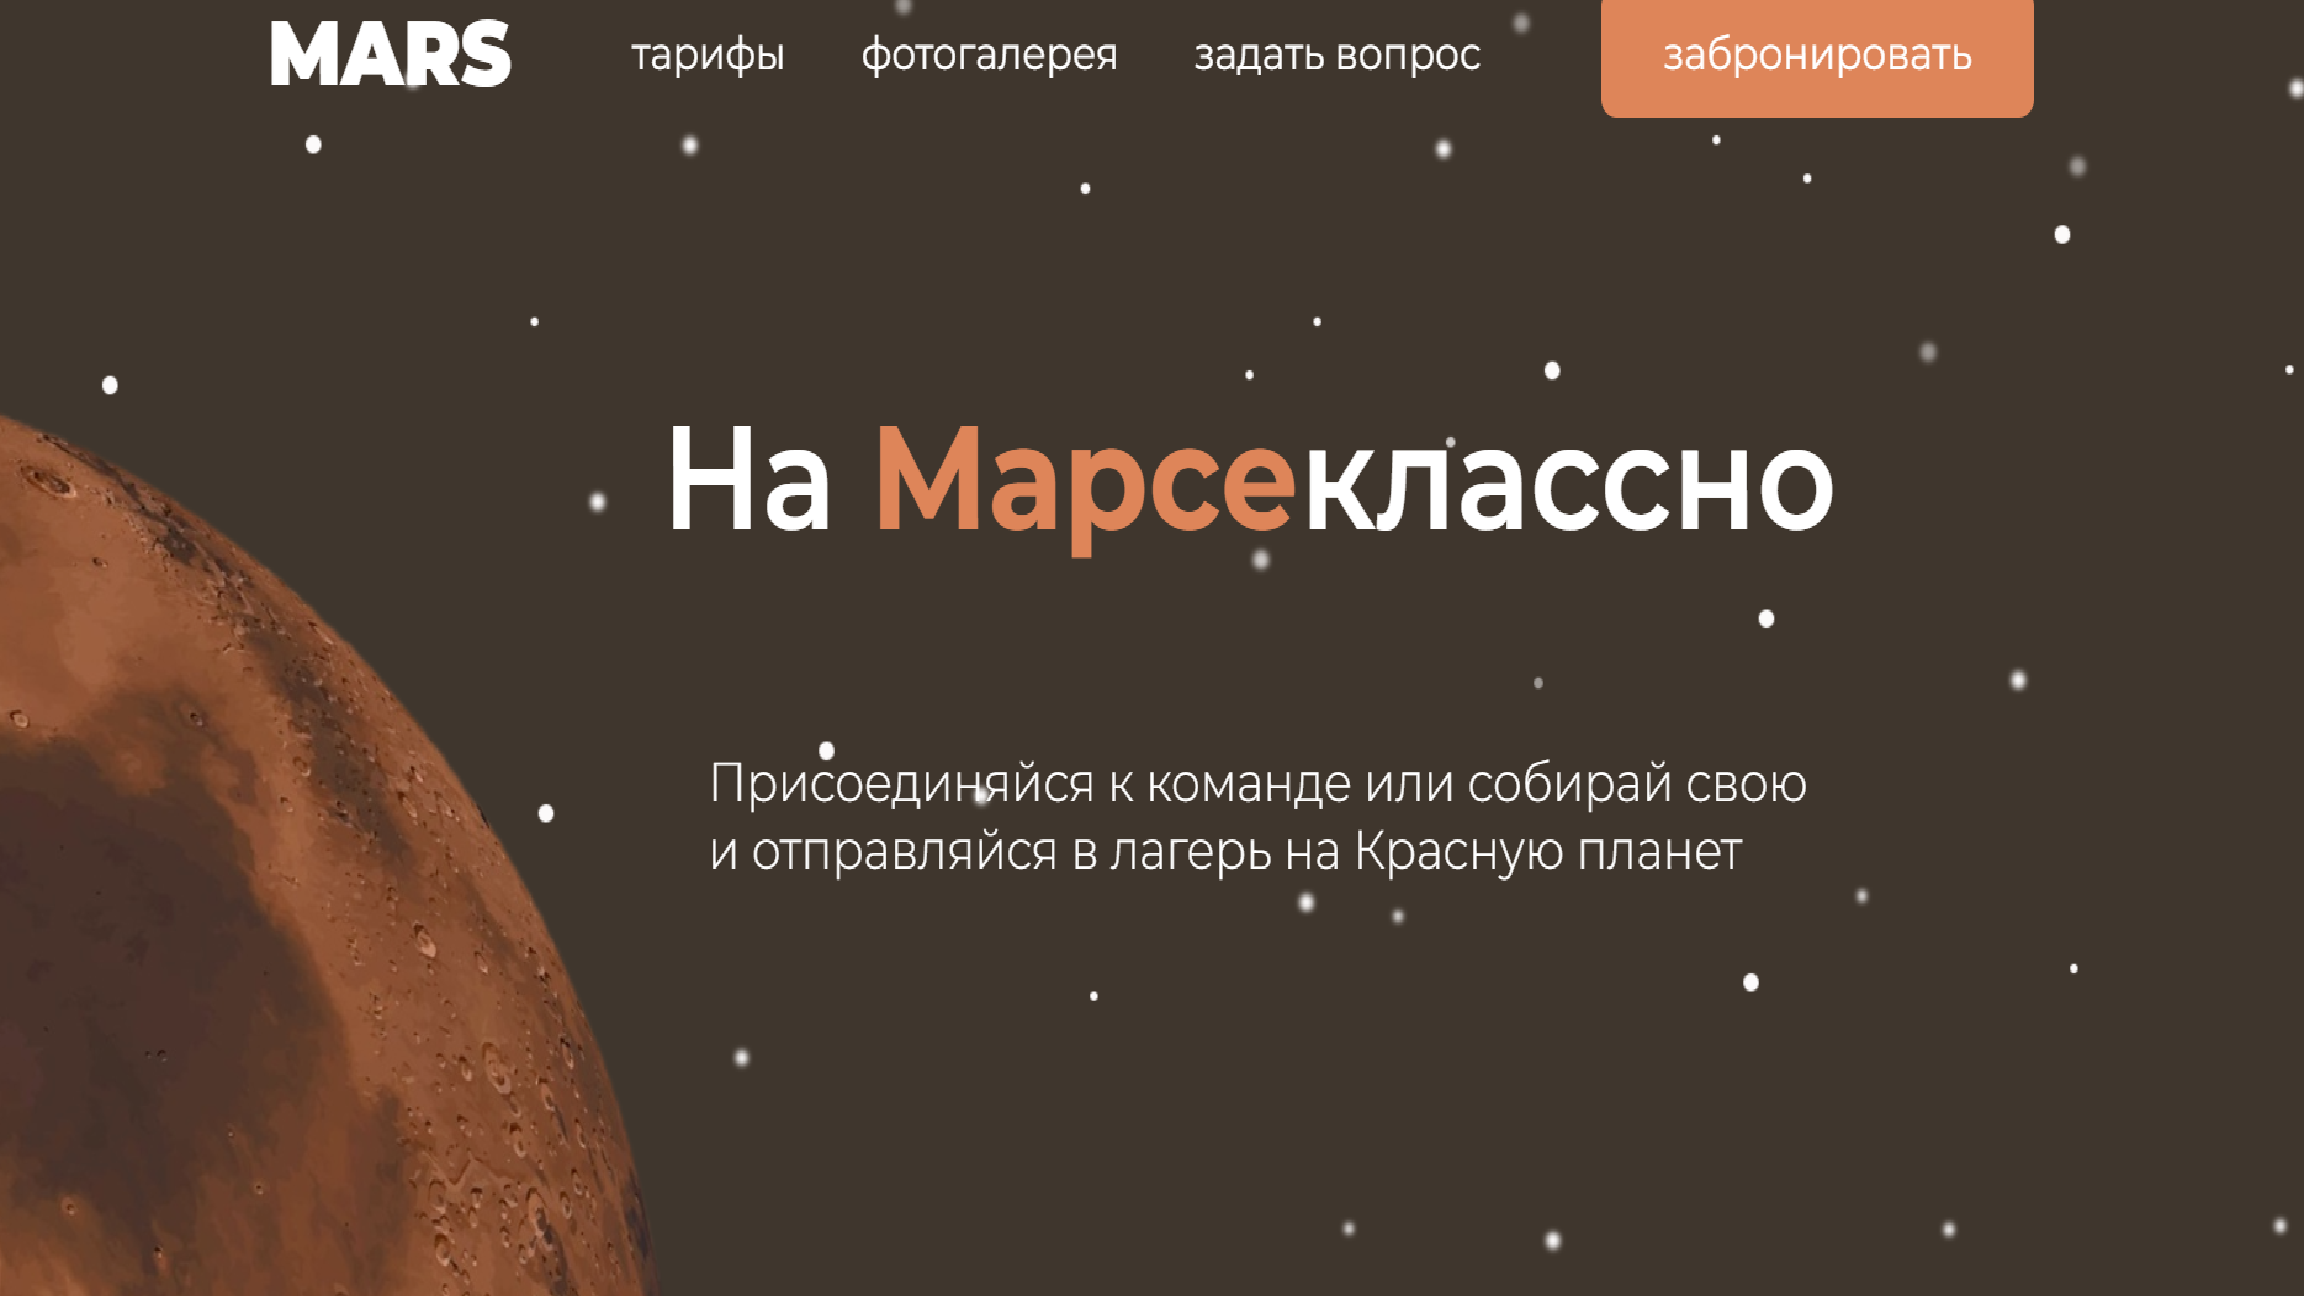 MARS тарифы фотогалерея задать вопрос забронировать
На Марсеклассно
Присоединяйся к команде или собирай свою
и отправляйся в лагерь на Красную планет